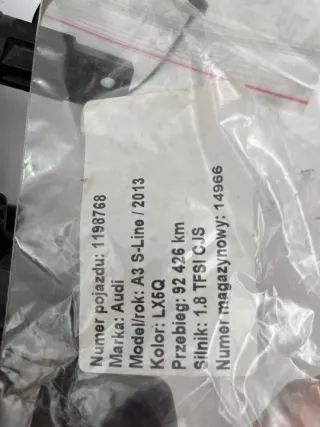 Numer pojazdu: 1198768
Marka: Audi
Model/rok: A3 S-Line / 2013
Kolor: LX6Q
Przebieg: 92 426 km
Silnik: 1.8 TFSI CJS
Numer magazynowy: 14966